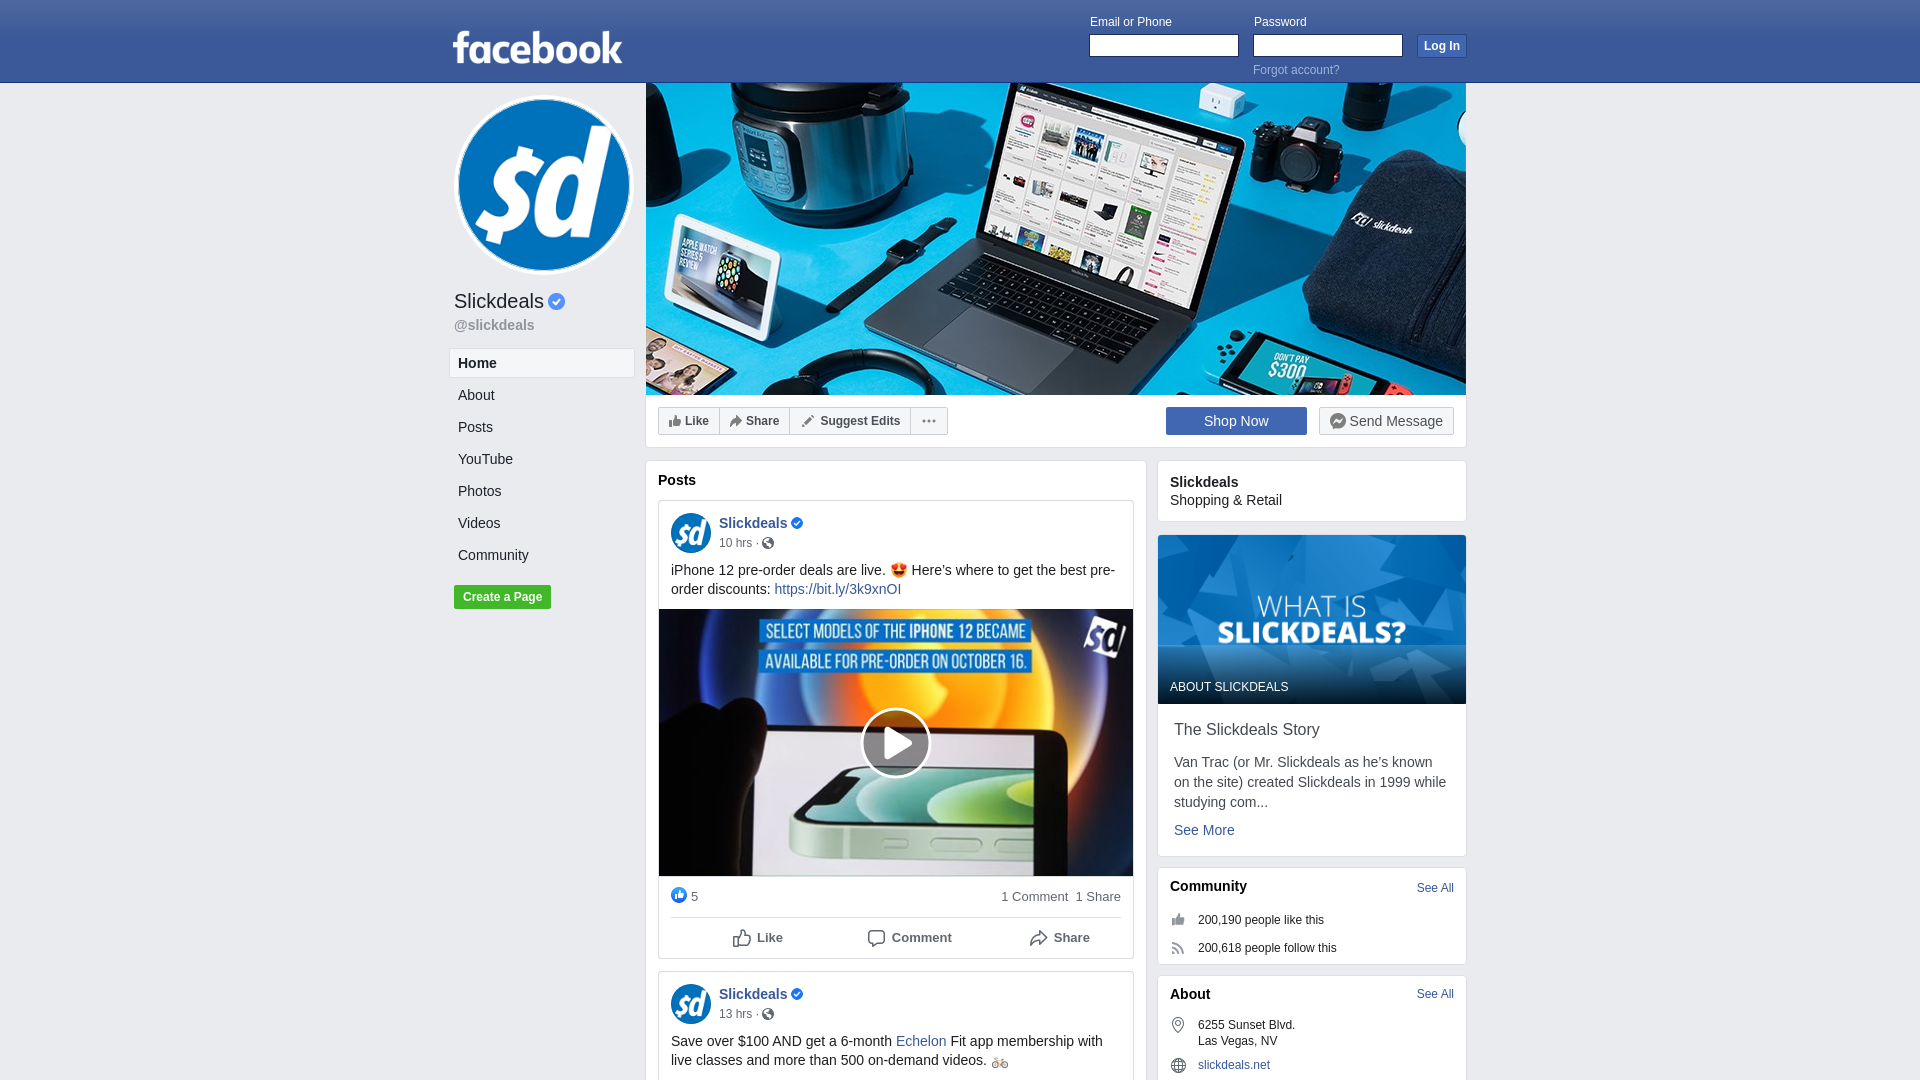 facebook
Email or Phone
Password
Log In
Forgot account?
$d
Slickdeals
@slickdeals
Home
About
Posts
YouTube
Photos
Videos
Community
Create a Page
APPLE WATCH
SERIES 5
REVIEW
slickdeals
DON'T PAY
$300
Like
Share
Suggest Edits
Shop Now
Send Message
Posts
Slickdeals
10 hrs ·
iPhone 12 pre-order deals are live. 😍 Here’s where to get the best pre-
order discounts: https://bit.ly/3k9xnOI
SELECT MODELS OF THE IPHONE 12 BECAME
AVAILABLE FOR PRE-ORDER ON OCTOBER 16.
5
1 Comment 1 Share
Like
Comment
Share
Slickdeals
13 hrs ·
Save over $100 AND get a 6-month Echelon Fit app membership with
live classes and more than 500 on-demand videos. 🚲
Slickdeals
Shopping & Retail
WHAT IS
SLICKDEALS?
ABOUT SLICKDEALS
The Slickdeals Story
Van Trac (or Mr. Slickdeals as he’s known
on the site) created Slickdeals in 1999 while
studying com...
See More
Community
See All
200,190 people like this
200,618 people follow this
About
See All
6255 Sunset Blvd.
Las Vegas, NV
slickdeals.net